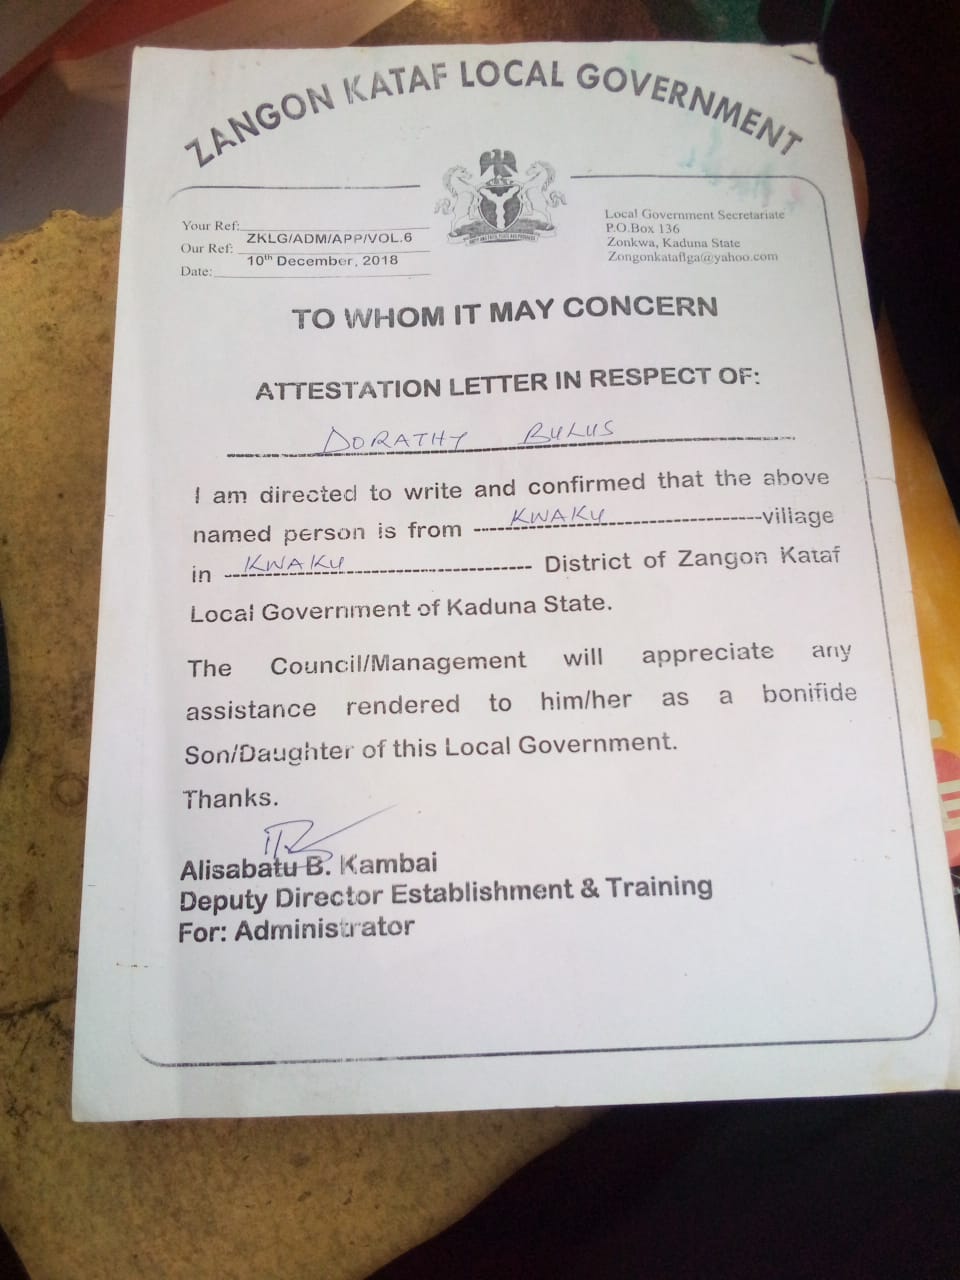 ZANGON KATAF LOCAL GOVERNMENT
Your Ref:
Our Ref: ZKLG/ADM/APP/VOL.6
Date: 10th December, 2018
Local Government Secretariate
P.O.Box 136
Zonkwa, Kaduna State
Zongonkataflga@yahoo.com
TO WHOM IT MAY CONCERN
ATTESTATION LETTER IN RESPECT OF:
DORATHY BULUS
I am directed to write and confirmed that the above
named person is from KWAKU village
in KWAKU District of Zangon Kataf
Local Government of Kaduna State.
The Council/Management will appreciate any
assistance rendered to him/her as a bonifide
Son/Daughter of this Local Government.
Thanks.
Alisabatu B. Kambai
Deputy Director Establishment & Training
For: Administrator